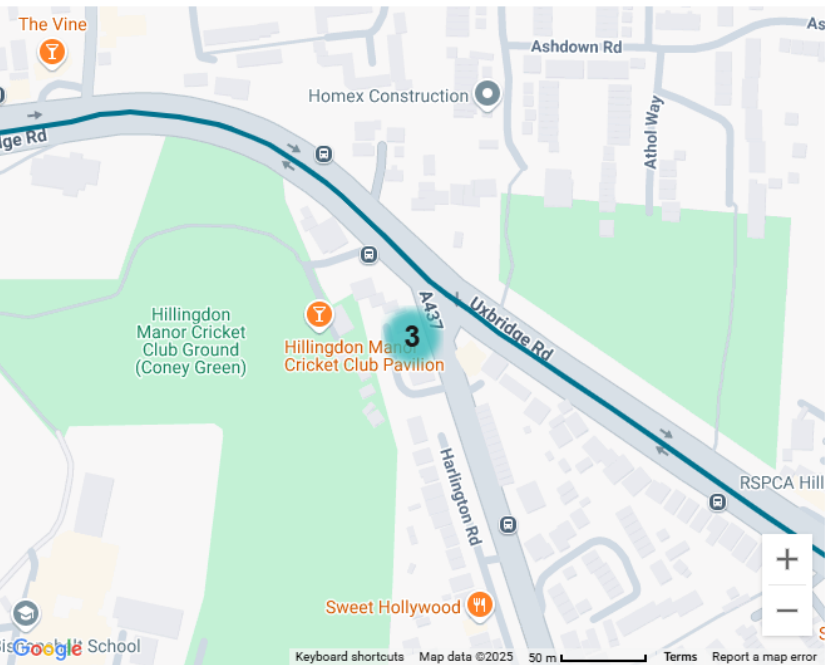 The Vine
Ashdown Rd
As
Homex Construction
dge Rd
Athol Way
Hillingdon
Manor Cricket
Club Ground
(Coney Green)
A437
Uxbridge Rd
3
Hillingdon Manor
Cricket Club Pavilion
Harlington Rd
RSPCA Hill
Sweet Hollywood
School
Google
Keyboard shortcuts
Map data ©2025
50 m
Terms
Report a map error